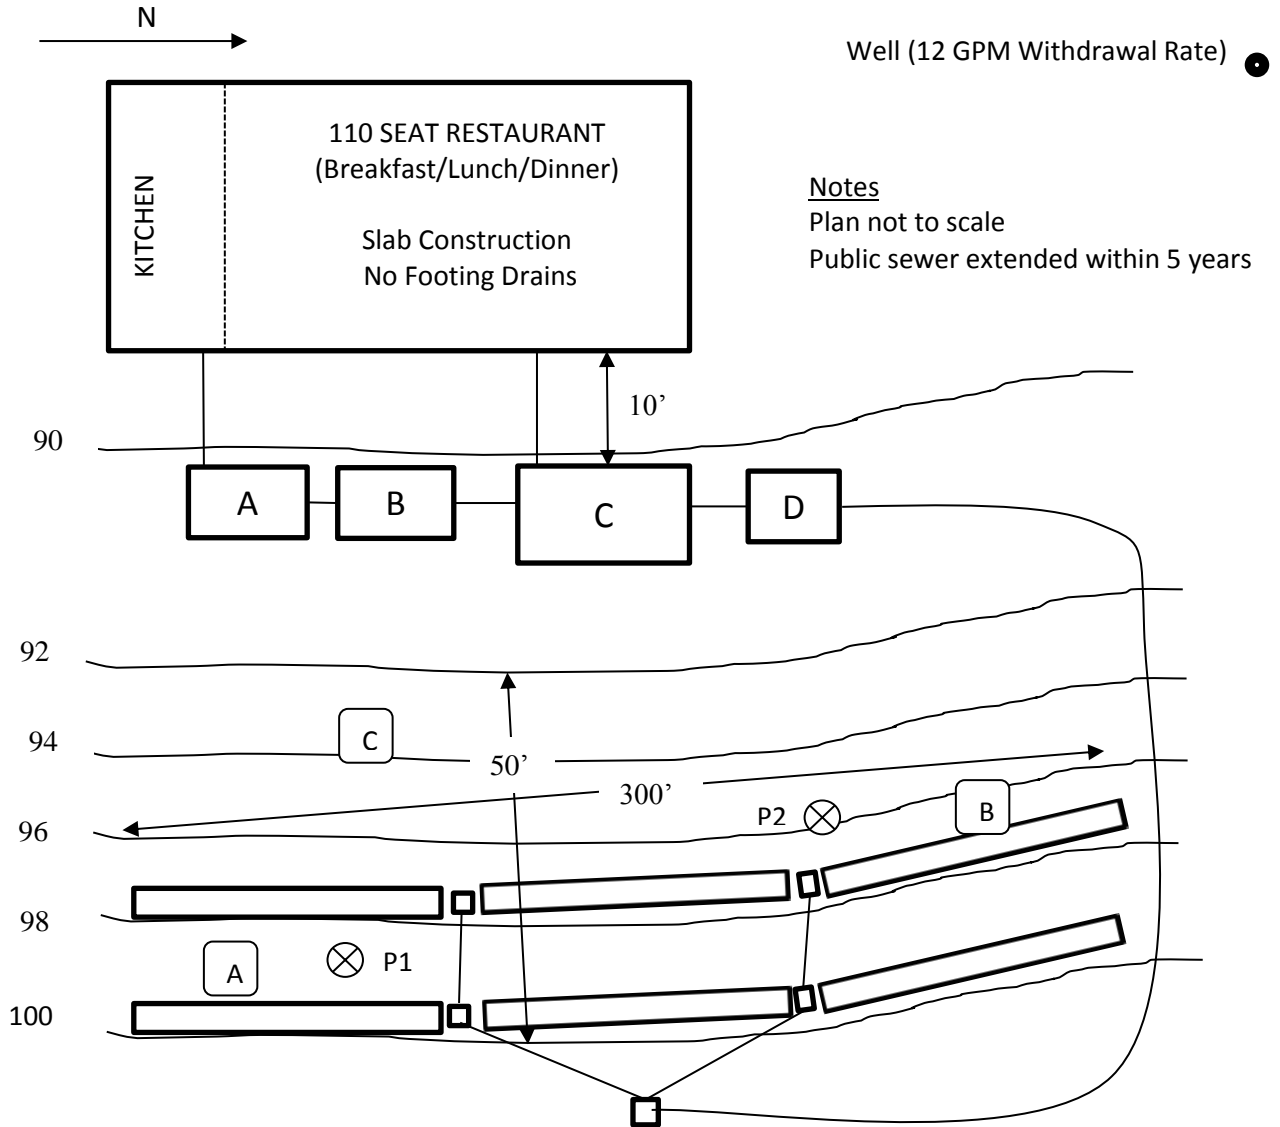 N
Well (12 GPM Withdrawal Rate)
KITCHEN
110 SEAT RESTAURANT
(Breakfast/Lunch/Dinner)
Slab Construction
No Footing Drains
Notes
Plan not to scale
Public sewer extended within 5 years
10’
90
A
B
C
D
92
94
C
50’
300’
96
P2
B
98
A
P1
100